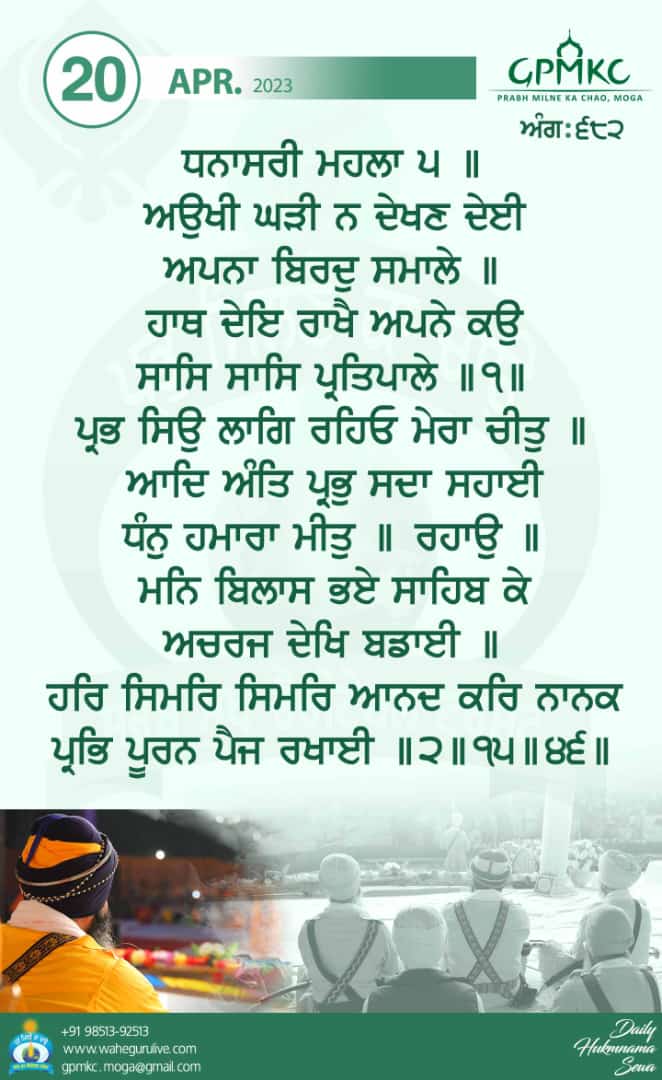 20 APR. 2023
GPMKC
PRABH MILNE KA CHAO, MOGA
ਅੰਗ:੬੮੨
ਧਨਾਸਰੀ ਮਹਲਾ ੫ ॥
ਅਉਖੀ ਘੜੀ ਨ ਦੇਖਣ ਦੇਈ
ਅਪਨਾ ਬਿਰਦੁ ਸਮਾਲੇ ॥
ਹਾਥ ਦੇਇ ਰਾਖੈ ਅਪਨੇ ਕਉ
ਸਾਸਿ ਸਾਸਿ ਪ੍ਰਤਿਪਾਲੇ ॥੧॥
ਪ੍ਰਭ ਸਿਉ ਲਾਗਿ ਰਹਿਓ ਮੇਰਾ ਚੀਤੁ ॥
ਆਦਿ ਅੰਤਿ ਪ੍ਰਭੁ ਸਦਾ ਸਹਾਈ
ਧੰਨੁ ਹਮਾਰਾ ਮੀਤੁ ॥ ਰਹਾਉ ॥
ਮਨਿ ਬਿਲਾਸ ਭਏ ਸਾਹਿਬ ਕੇ
ਅਚਰਜ ਦੇਖਿ ਬਡਾਈ ॥
ਹਰਿ ਸਿਮਰਿ ਸਿਮਰਿ ਆਨਦ ਕਰਿ ਨਾਨਕ
ਪ੍ਰਭਿ ਪੂਰਨ ਪੈਜ ਰਖਾਈ ॥੨॥੧੫॥੪੬॥
+91 98513-92513
www.wahegurulive.com
gpmkc.moga@gmail.com
Daily
Hukmnama
Sewa